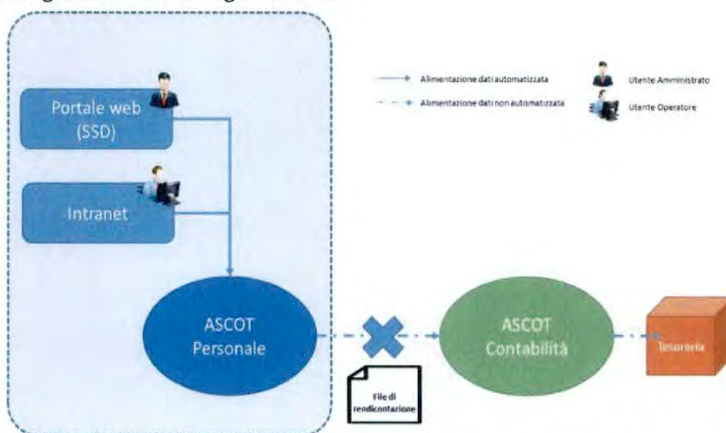 Portale web
(SSD)
Intranet
ASCOT
Personale
File di
rendicontazione
ASCOT
Contabilità
Tesoreria
Alimentazione dati automatizzata
Alimentazione dati non automatizzata
Utente Amministrato
Utente Operatore